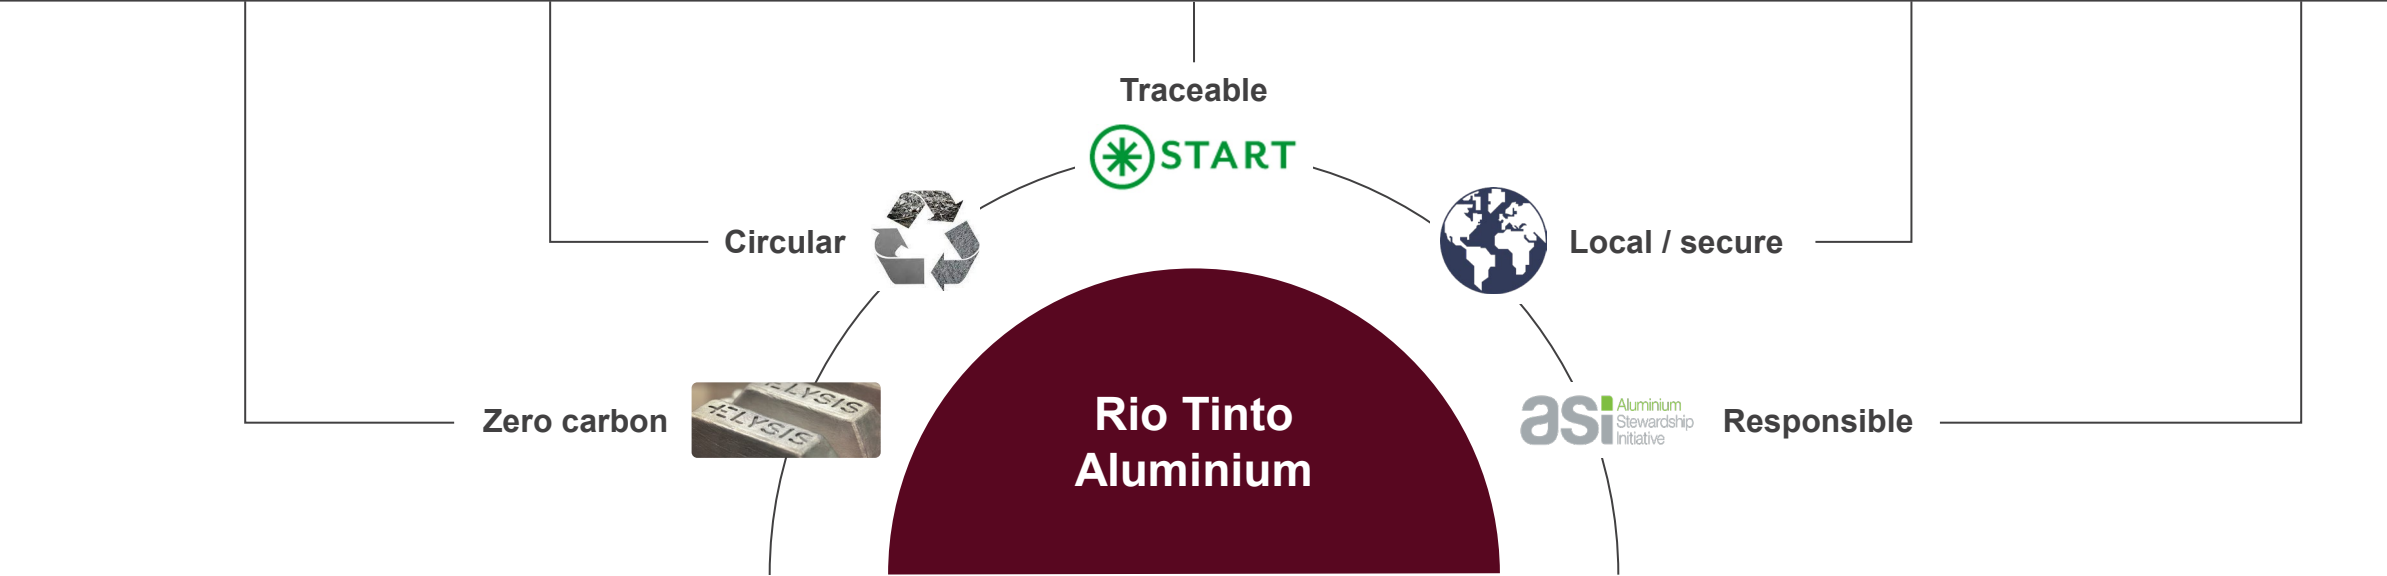 Traceable
START
Circular
Local / secure
Zero carbon
ELYSIS
ELYSIS
Rio Tinto
Aluminium
asi Aluminium
Stewardship
Initiative
Responsible